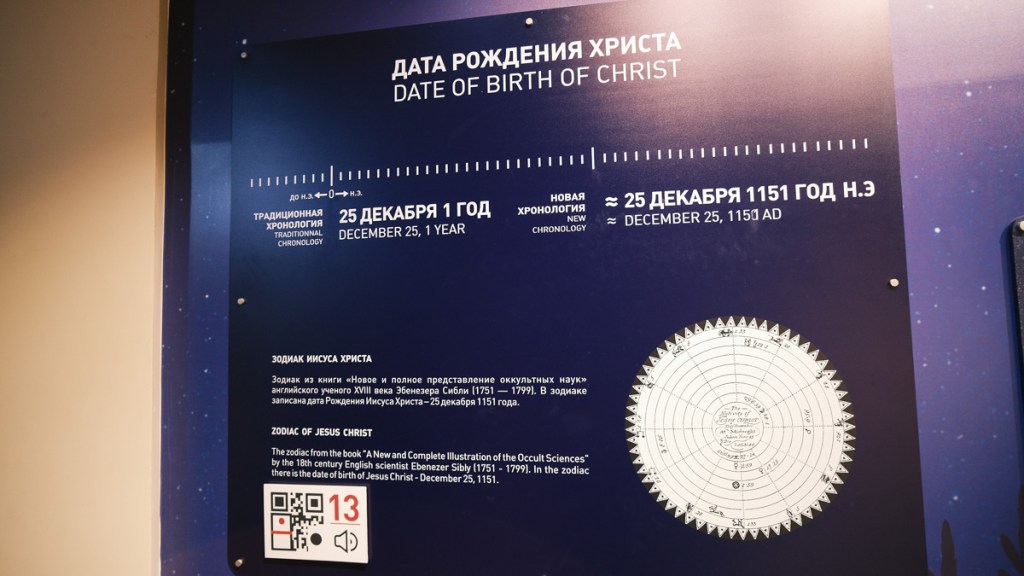 ДАТА РОЖДЕНИЯ ХРИСТА
DATE OF BIRTH OF CHRIST
ДО Н.Э. 0 Н.Э.
ТРАДИЦИОННАЯ
ХРОНОЛОГИЯ
TRADITIONNAL
CHRONOLOGY
25 ДЕКАБРЯ 1 ГОД
DECEMBER 25, 1 YEAR
НОВАЯ
ХРОНОЛОГИЯ
NEW
CHRONOLOGY
≈ 25 ДЕКАБРЯ 1151 ГОД Н.Э
≈ DECEMBER 25, 115 AD
ЗОДИАК ИИСУСА ХРИСТА
Зодиак из книги «Новое и полное представление оккультных наук»
английского ученого XVIII века Эбенезера Сибли (1751 — 1799). В зодиаке
записана дата Рождения Иисуса Христа – 25 декабря 1151 года.
ZODIAC OF JESUS CHRIST
The zodiac from the book "A New and Complete Illustration of the Occult Sciences"
by the 18th century English scientist Ebenezer Sibly (1751 - 1799). In the zodiac
there is the date of birth of Jesus Christ - December 25, 1151.
13